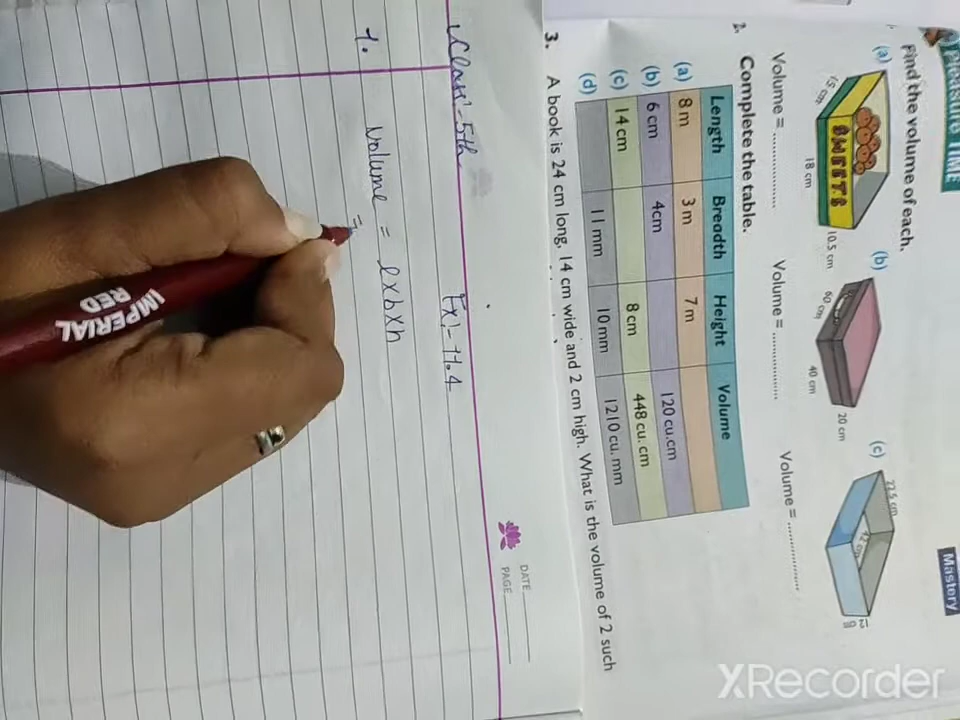 Pleasure TIME
Mastery
1. Find the volume of each.
(a)
(b)
(c)
SWEETS
15 cm
18 cm
10.5 cm
60 cm
40 cm
20 cm
22.5 cm
Volume = ..............
Volume = ..............
Volume = ..............
2. Complete the table.
Length Breadth Height Volume
(a) 8 m 3 m 7 m
(b) 6 cm 4cm 120 cu.cm
(c) 14 cm 8 cm 448 cu. cm
(d) 11 mm 10 mm 1210 cu. mm
3. A book is 24 cm long, 14 cm wide and 2 cm high. What is the volume of 2 such
DATE
PAGE
Class :- 5th Ex:- 11.4
1. Volume = l x b x h
=
IMPERIAL
RED
XRecorder